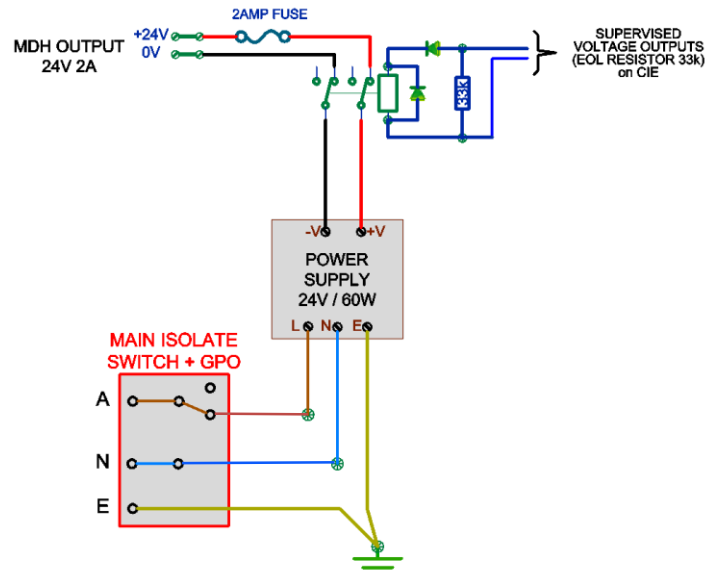 2AMP FUSE
+24V
MDH OUTPUT
24V 2A
0V
SUPERVISED
VOLTAGE OUTPUTS
(EOL RESISTOR 33k)
on CIE
33k
-V
+V
POWER
SUPPLY
24V / 60W
L N E
MAIN ISOLATE
SWITCH + GPO
A
N
E